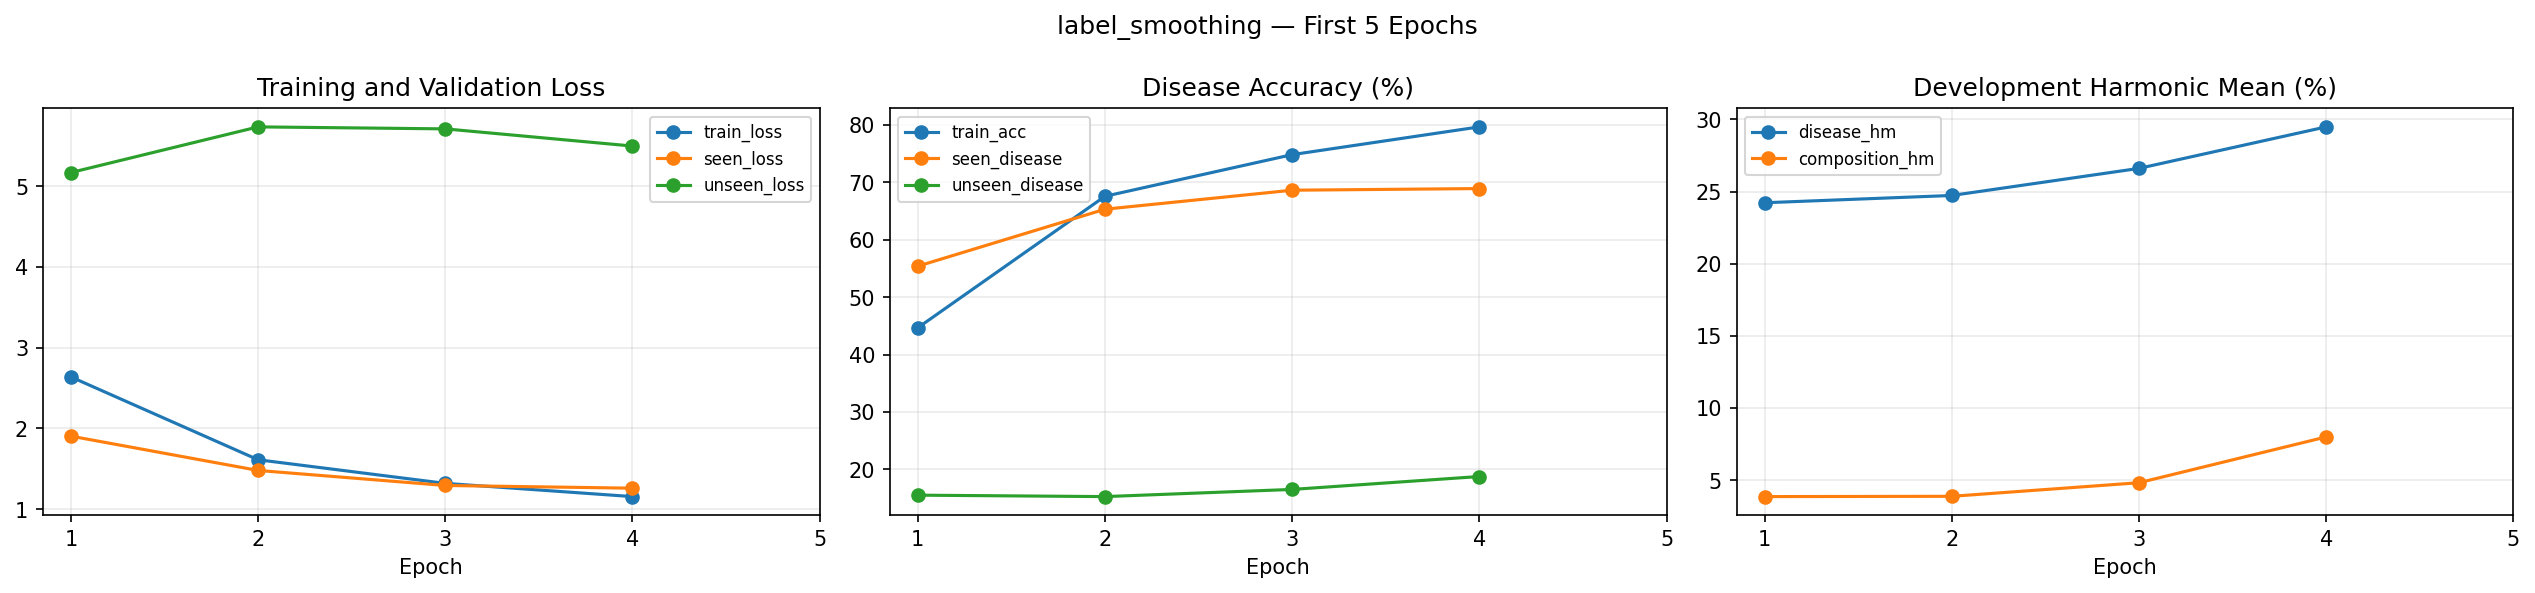 label_smoothing — First 5 Epochs
Training and Validation Loss
train_loss
seen_loss
unseen_loss
5
4
3
2
1
1 2 3 4 5
Epoch
Disease Accuracy (%)
train_acc
seen_disease
unseen_disease
80
70
60
50
40
30
20
1 2 3 4 5
Epoch
Development Harmonic Mean (%)
disease_hm
composition_hm
30
25
20
15
10
5
1 2 3 4 5
Epoch